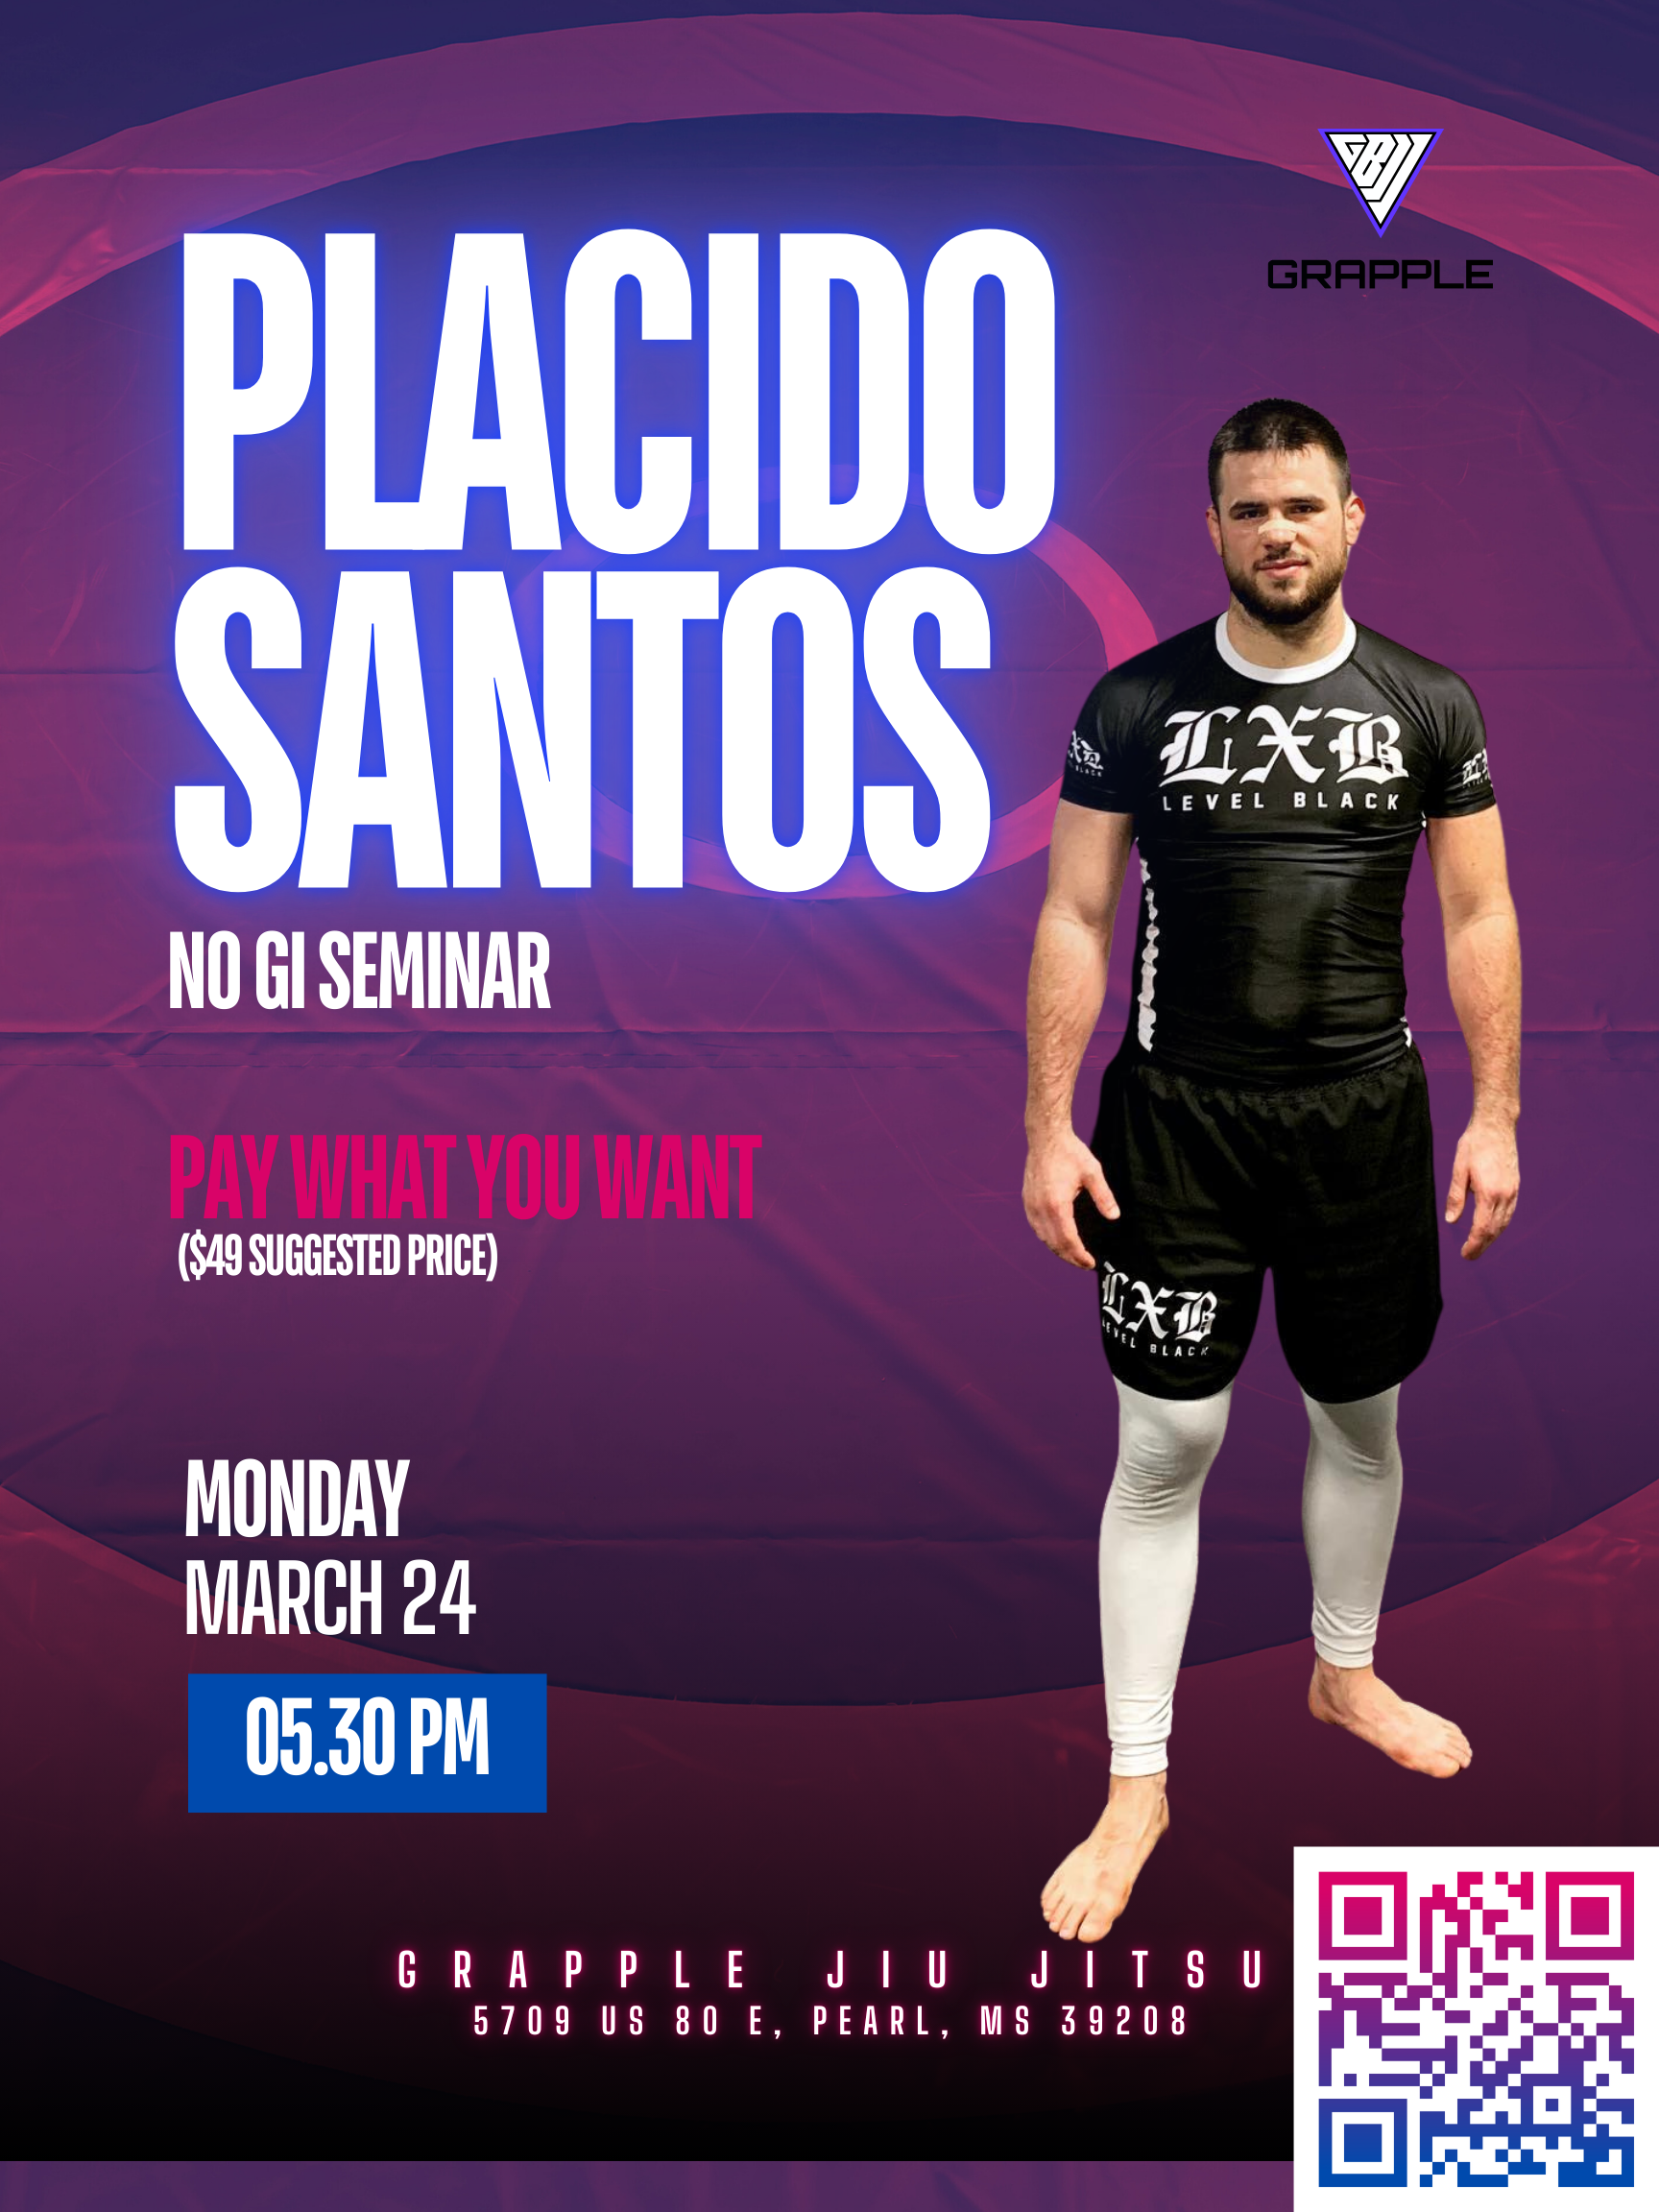 GBJJ
GRAPPLE
PLACIDO
SANTOS
NO GI SEMINAR
PAY WHAT YOU WANT
($49 SUGGESTED PRICE)
MONDAY
MARCH 24
05.30 PM
LXB
LEVEL BLACK
LXB
LEVEL BLACK
GRAPPLE JIU JITSU
5709 US 80 E, PEARL, MS 39208